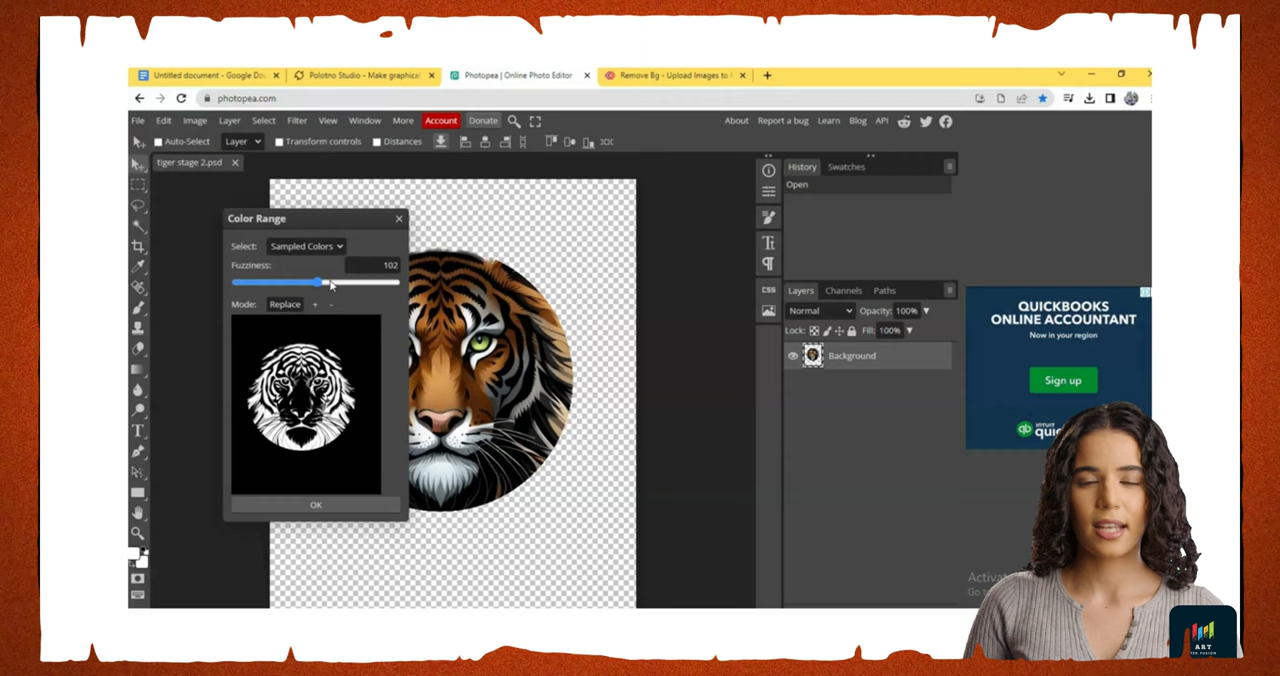 Untitled document - Google Do
Polotno Studio - Make graphical
Photopea | Online Photo Editor
Remove Bg - Upload Images to
photopea.com
File Edit Image Layer Select Filter View Window More Account Donate
About Report a bug Learn Blog API
Auto-Select Layer Transform controls Distances
tiger stage 2.psd
History Swatches
Open
Color Range
Select: Sampled Colors
Fuzziness: 102
Mode: Replace + -
OK
CSS
Layers Channels Paths
Normal Opacity: 100%
Lock: Fill: 100%
Background
QUICKBOOKS
ONLINE ACCOUNTANT
Now in your region
Sign up
INTUIT
Activat
Go to
ART